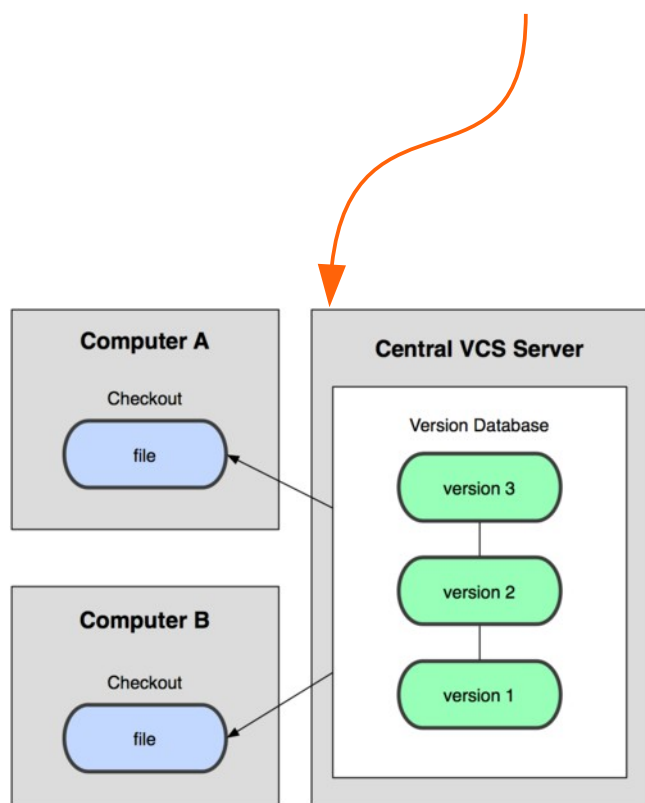 Computer A
Checkout
file
Central VCS Server
Version Database
version 3
version 2
version 1
Computer B
Checkout
file